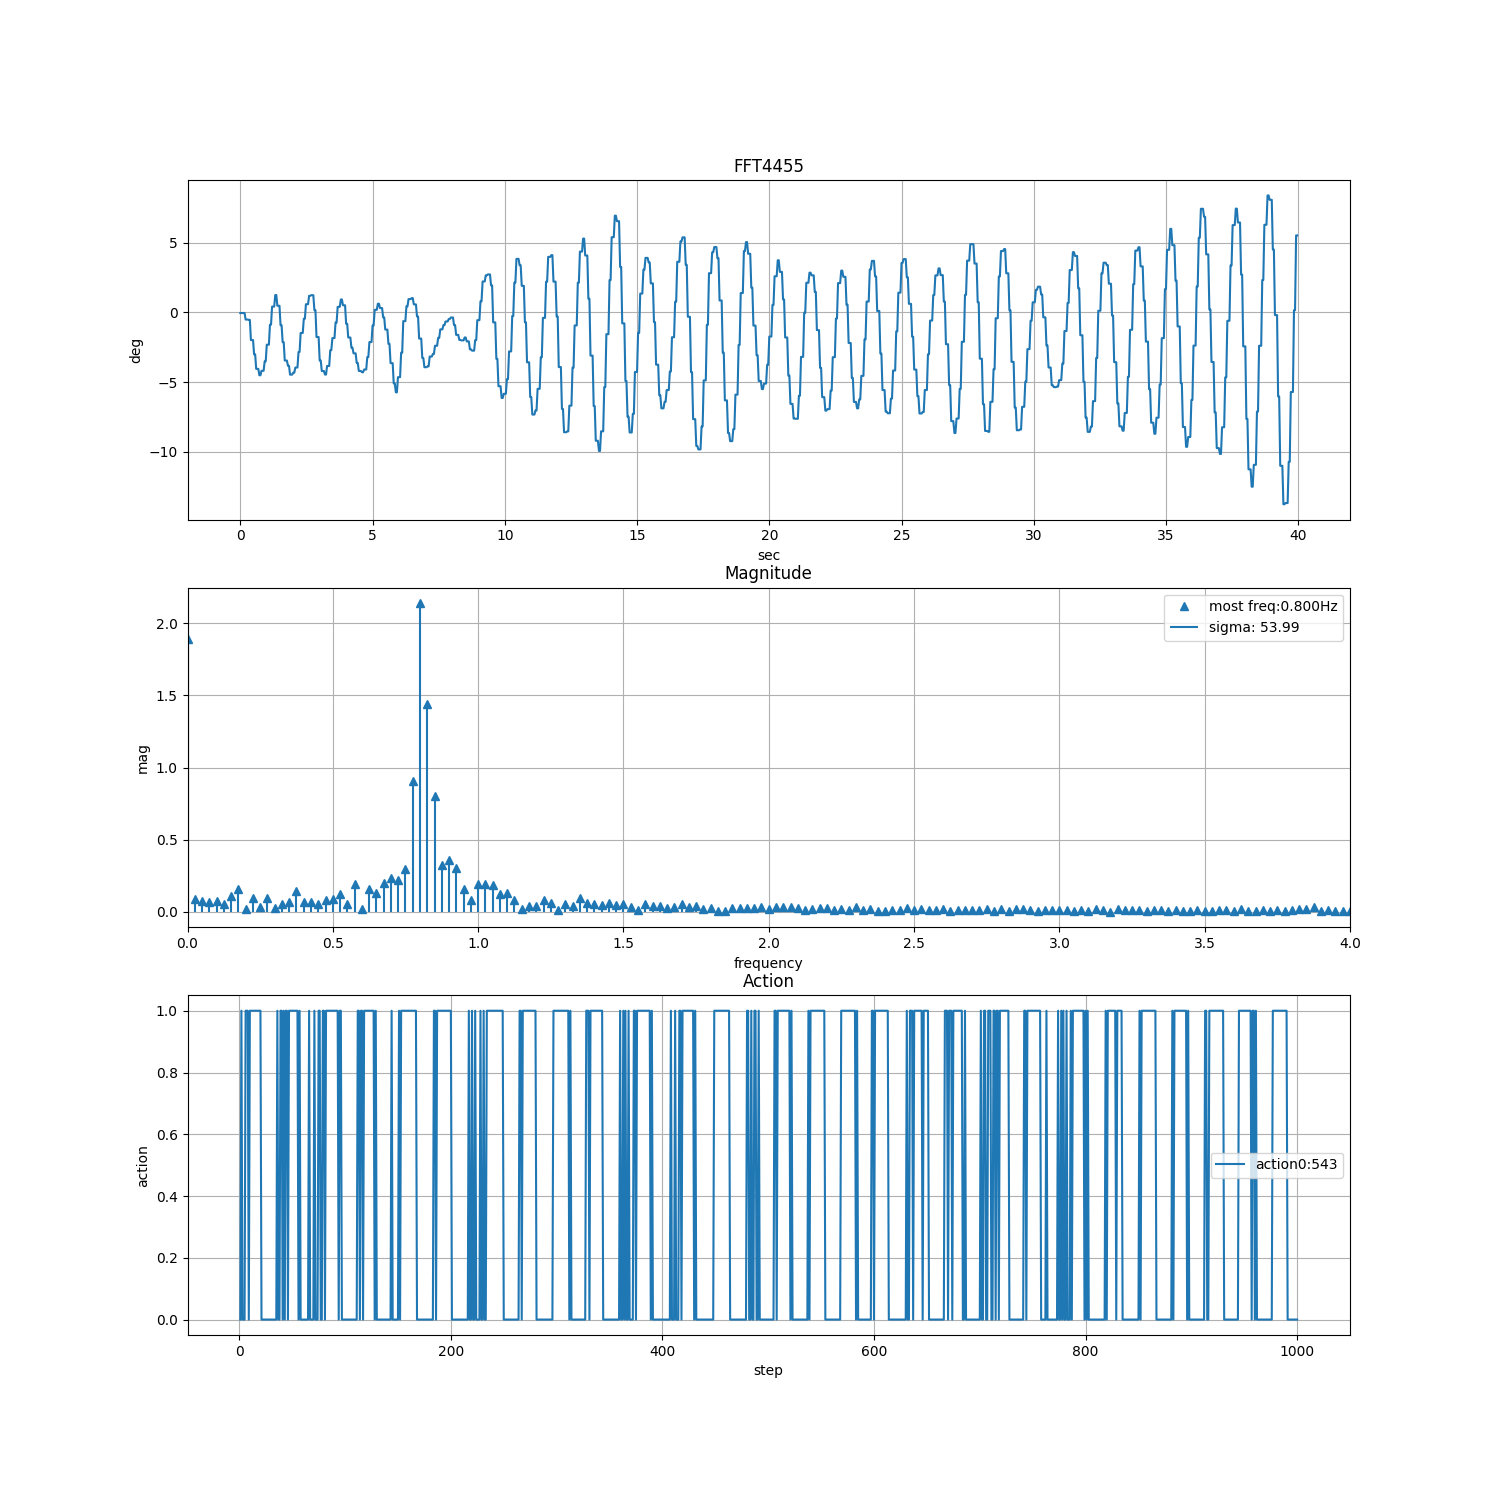 FFT4455
deg
5
0
−5
−10
0 5 10 15 20 25 30 35 40
sec
Magnitude
mag
2.0
1.5
1.0
0.5
0.0
most freq:0.800Hz
sigma: 53.99
0.0 0.5 1.0 1.5 2.0 2.5 3.0 3.5 4.0
frequency
Action
action
1.0
0.8
0.6
0.4
0.2
0.0
action0:543
0 200 400 600 800 1000
step